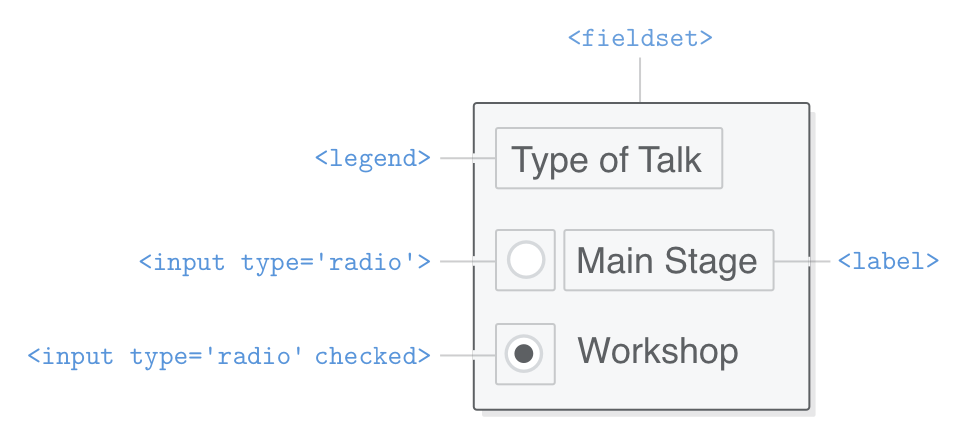 <fieldset>
<legend>
Type of Talk
<input type='radio'>
Main Stage
<label>
<input type='radio' checked>
Workshop